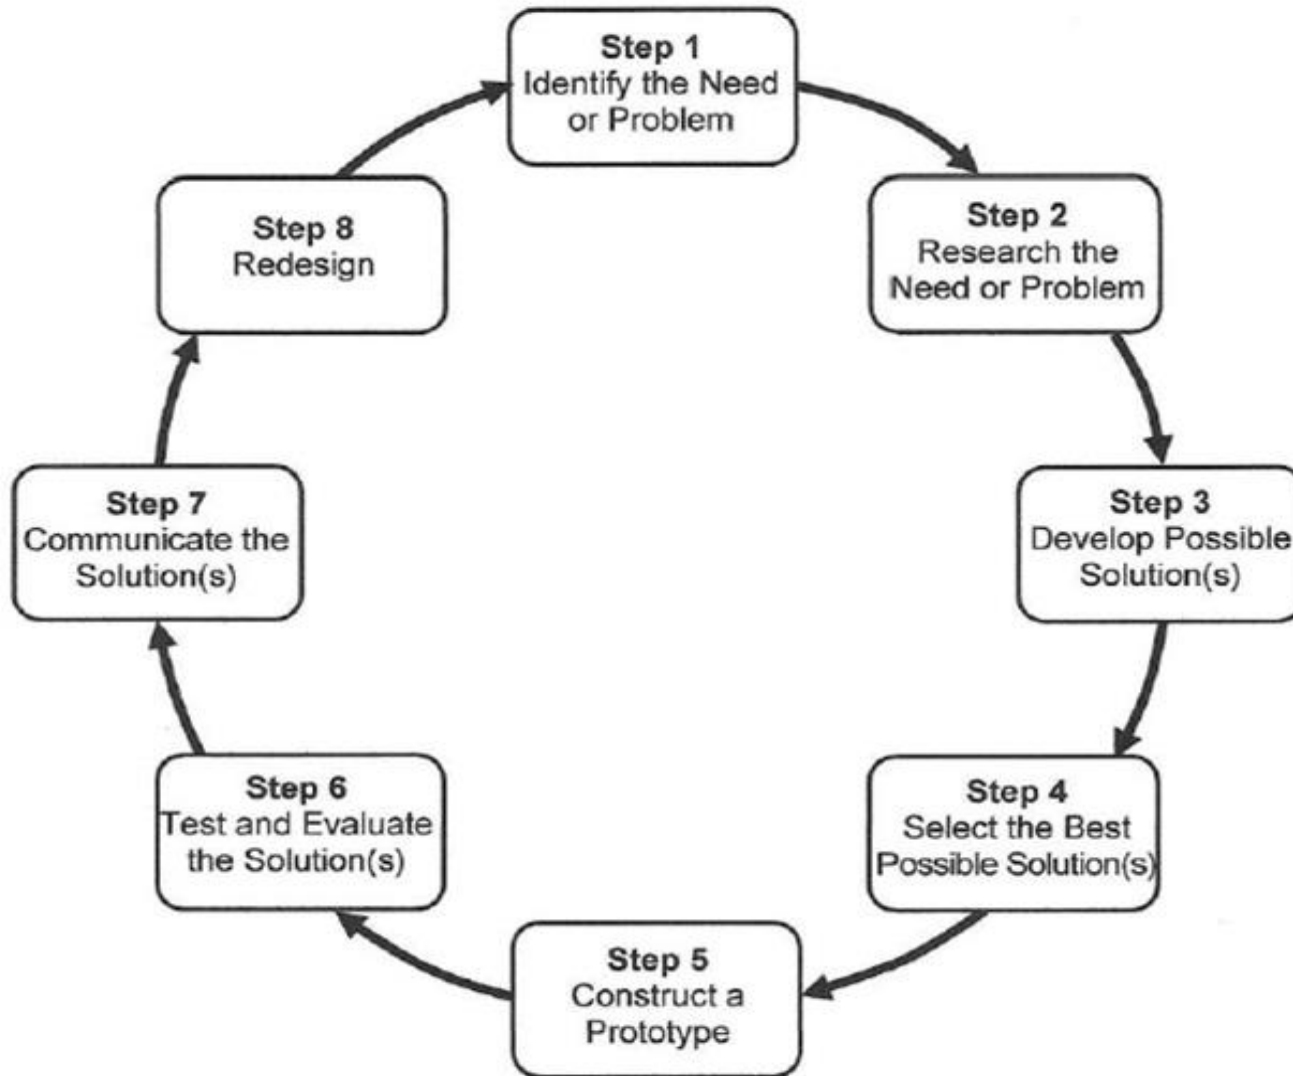 Step 1
Identify the Need
or Problem
Step 2
Research the
Need or Problem
Step 3
Develop Possible
Solution(s)
Step 4
Select the Best
Possible Solution(s)
Step 5
Construct a
Prototype
Step 6
Test and Evaluate
the Solution(s)
Step 7
Communicate the
Solution(s)
Step 8
Redesign